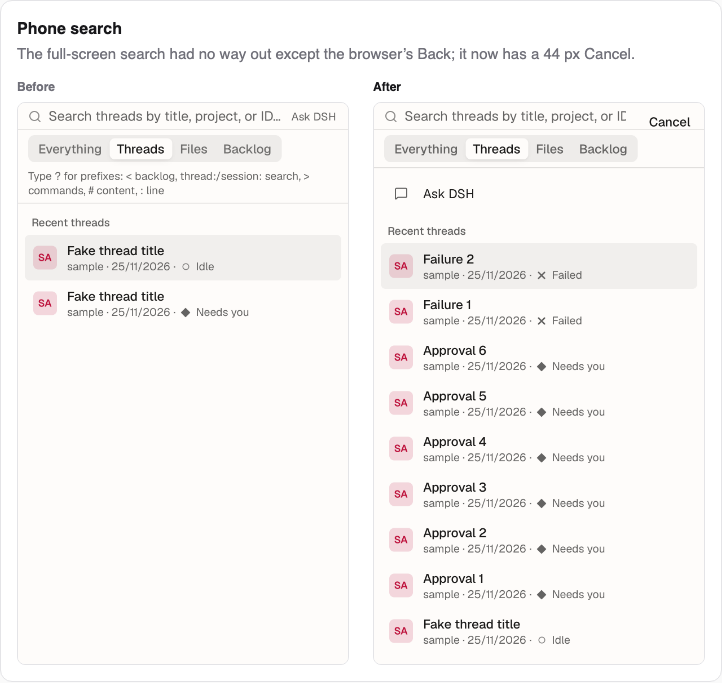 Phone search
The full-screen search had no way out except the browser’s Back; it now has a 44 px Cancel.
Before
Search threads by title, project, or ID... Ask DSH
Everything Threads Files Backlog
Type ? for prefixes: < backlog, thread:/session: search, >
commands, # content, : line
Recent threads
SA Fake thread title
sample · 25/11/2026 · Idle
SA Fake thread title
sample · 25/11/2026 · Needs you
After
Search threads by title, project, or ID Cancel
Everything Threads Files Backlog
Ask DSH
Recent threads
SA Failure 2
sample · 25/11/2026 · Failed
SA Failure 1
sample · 25/11/2026 · Failed
SA Approval 6
sample · 25/11/2026 · Needs you
SA Approval 5
sample · 25/11/2026 · Needs you
SA Approval 4
sample · 25/11/2026 · Needs you
SA Approval 3
sample · 25/11/2026 · Needs you
SA Approval 2
sample · 25/11/2026 · Needs you
SA Approval 1
sample · 25/11/2026 · Needs you
SA Fake thread title
sample · 25/11/2026 · Idle